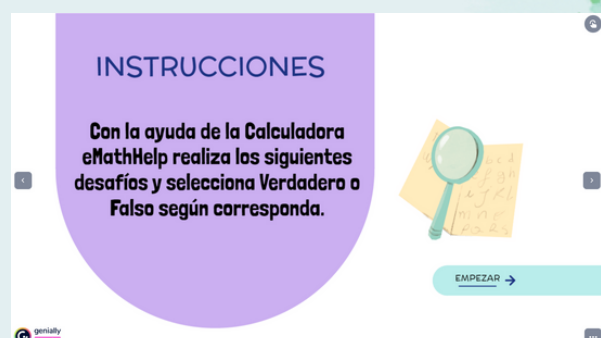 INSTRUCCIONES
Con la ayuda de la Calculadora
eMathHelp realiza los siguientes
desafíos y selecciona Verdadero o
Falso según corresponda.
EMPEZAR
genially